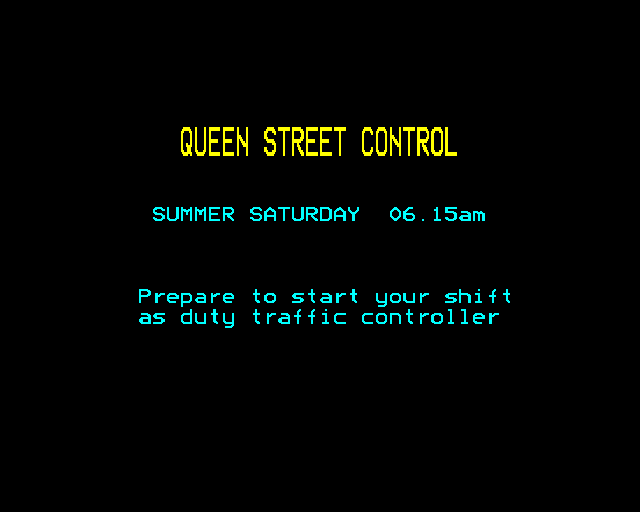 QUEEN STREET CONTROL
SUMMER SATURDAY 06.15am
Prepare to start your shift
as duty traffic controller